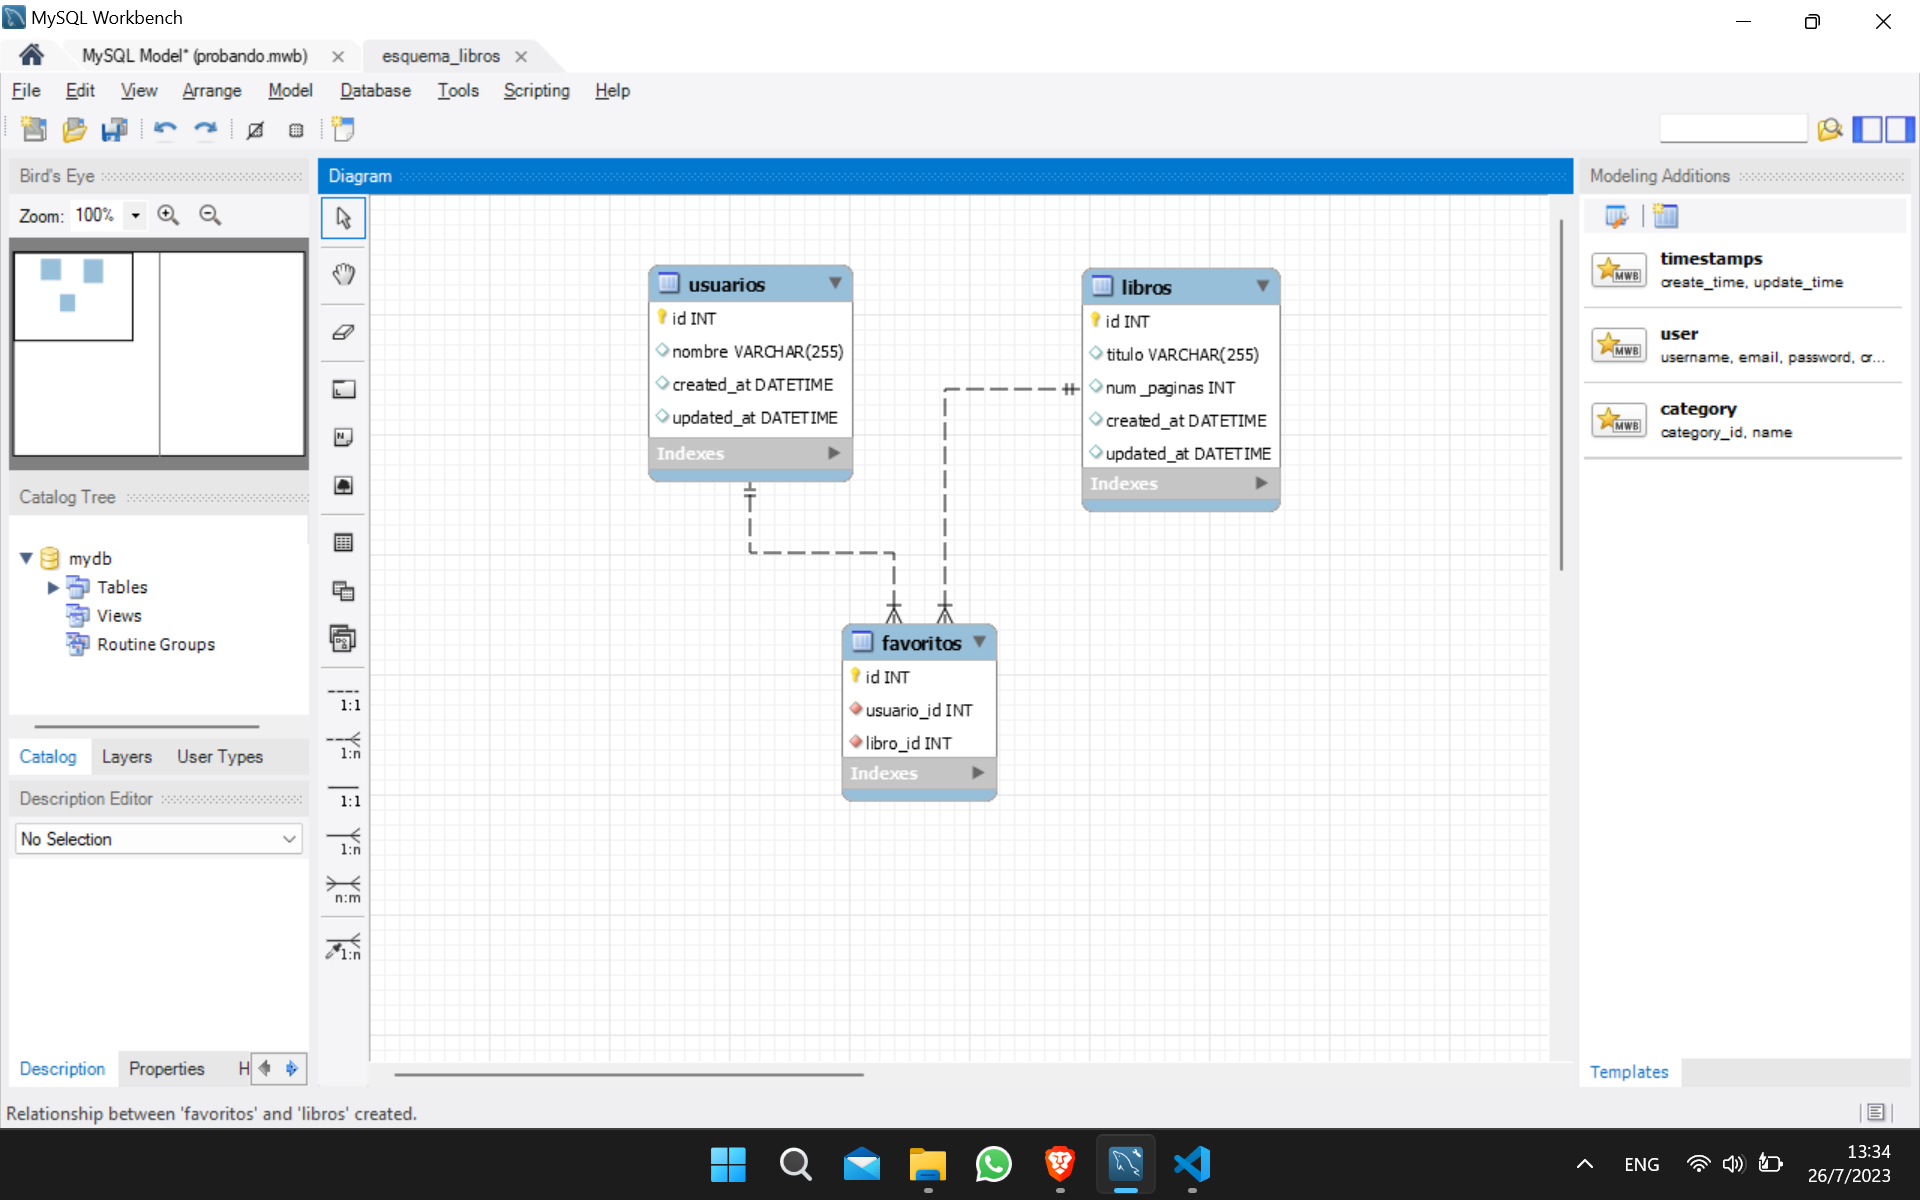 MySQL Workbench
MySQL Model* (probando.mwb)
esquema_libros
File Edit View Arrange Model Database Tools Scripting Help
Bird's Eye
Zoom: 100%
Catalog Tree
mydb
Tables
Views
Routine Groups
Catalog Layers User Types
Description Editor
No Selection
Description Properties H
Diagram
1:1
1:n
1:1
1:n
n:m
1:n
usuarios
id INT
nombre VARCHAR(255)
created_at DATETIME
updated_at DATETIME
Indexes
libros
id INT
titulo VARCHAR(255)
num_paginas INT
created_at DATETIME
updated_at DATETIME
Indexes
favoritos
id INT
usuario_id INT
libro_id INT
Indexes
Modeling Additions
MWB
timestamps
create_time, update_time
MWB
user
username, email, password, cr...
MWB
category
category_id, name
Templates
Relationship between 'favoritos' and 'libros' created.
ENG
13:34
26/7/2023